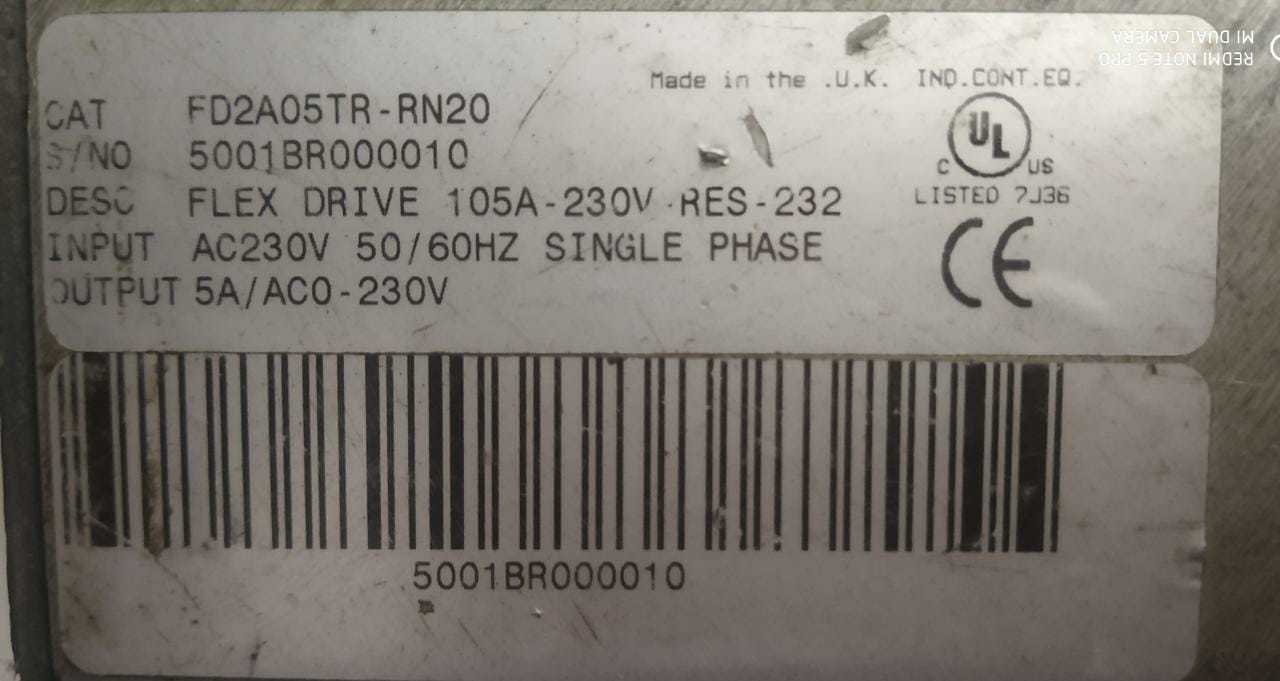 Made in the .U.K. IND.CONT.EQ.
CAT FD2A05TR-RN20
S/NO 5001BR000010
DESC FLEX DRIVE 105A-230V-RES-232
INPUT AC230V 50/60HZ SINGLE PHASE
OUTPUT 5A/AC0-230V
C UL US
LISTED 7J36
CE
5001BR000010
REDMI NOTE 5 PRO
MI DUAL CAMERA